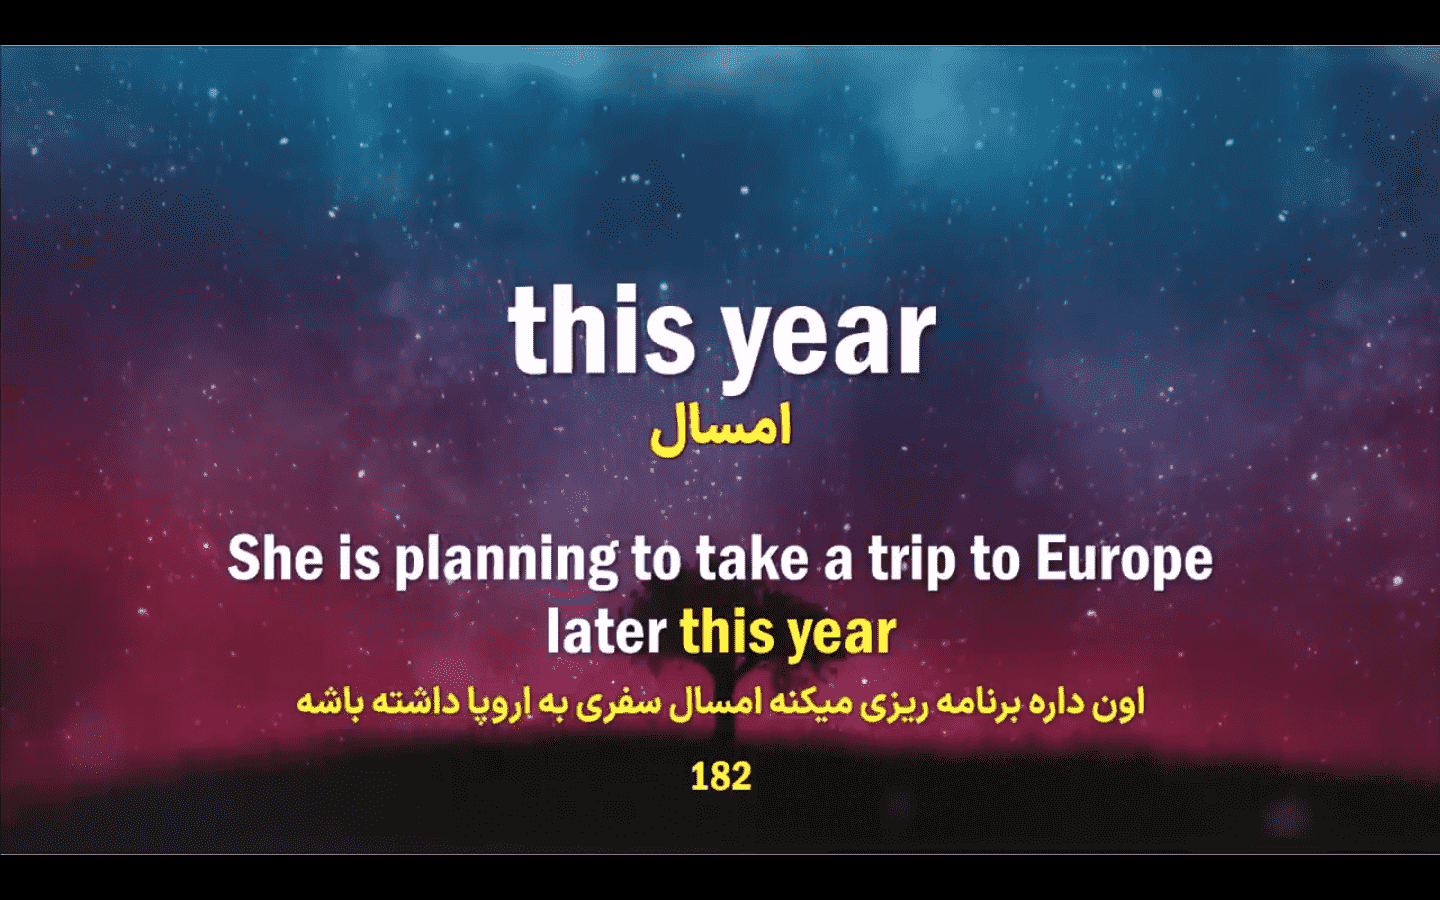 this year
امسال
She is planning to take a trip to Europe
later this year
اون داره برنامه ریزی میکنه امسال سفری به اروپا داشته باشه
182